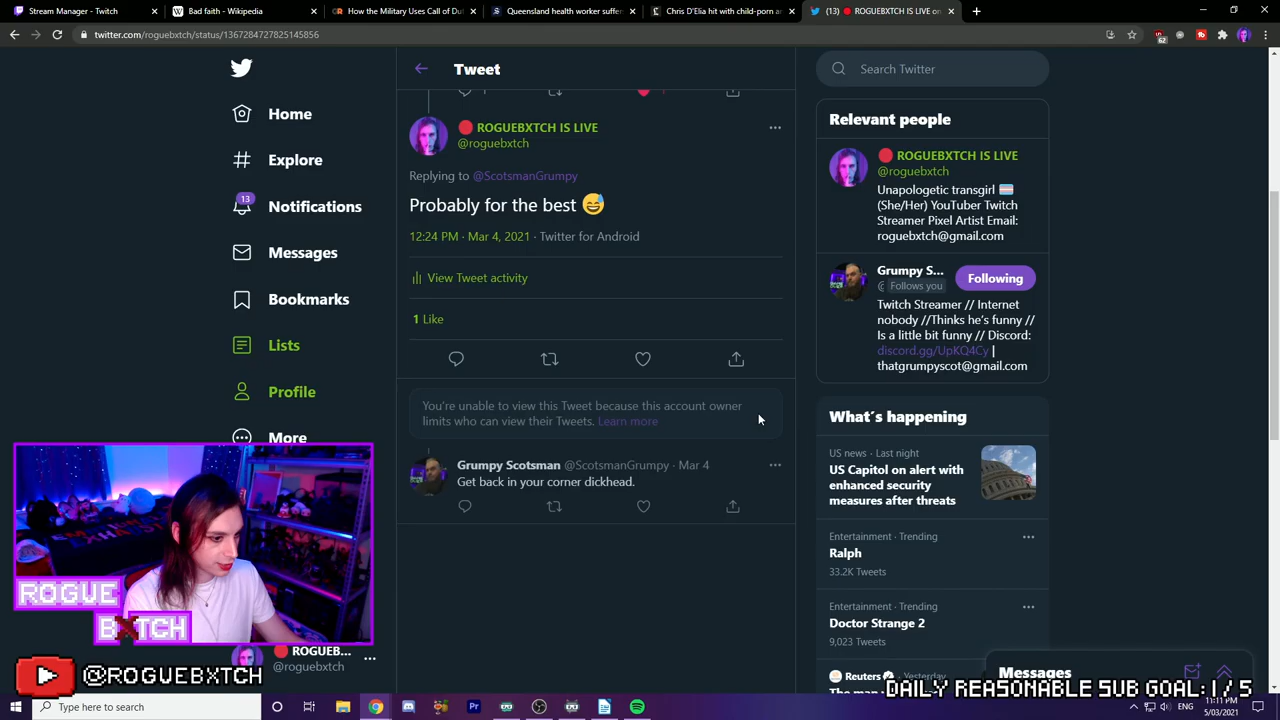 Stream Manager - Twitch
Bad faith - Wikipedia
How the Military Uses Call of Du
Queensland health worker suffer
Chris D'Elia hit with child-porn an
(13) 🔴 ROGUEBXTCH IS LIVE on
twitter.com/roguebxtch/status/1367284727825145856
62
Home
Explore
13
Notifications
Messages
Bookmarks
Lists
Profile
More
Tweet
🔴 ROGUEBXTCH IS LIVE
@roguebxtch
Replying to @ScotsmanGrumpy
Probably for the best 😅
12:24 PM · Mar 4, 2021 · Twitter for Android
View Tweet activity
1 Like
You're unable to view this Tweet because this account owner
limits who can view their Tweets. Learn more
Grumpy Scotsman @ScotsmanGrumpy · Mar 4
Get back in your corner dickhead.
Search Twitter
Relevant people
🔴 ROGUEBXTCH IS LIVE
@roguebxtch
Unapologetic transgirl
(She/Her) YouTuber Twitch
Streamer Pixel Artist Email:
roguebxtch@gmail.com
Grumpy S...
Following
@
Follows you
Twitch Streamer // Internet
nobody //Thinks he's funny //
Is a little bit funny // Discord:
discord.gg/UpKQ4Cy |
thatgrumpyscot@gmail.com
What's happening
US news · Last night
US Capitol on alert with
enhanced security
measures after threats
Entertainment · Trending
Ralph
33.2K Tweets
Entertainment · Trending
Doctor Strange 2
9,023 Tweets
Reuters · Yesterday
Messages
ROGUE
BXTCH
🔴 ROGUEB...
@roguebxtch
@ROGUEBXTCH
DAILY REASONABLE SUB GOAL: 1 / 5
Type here to search
Pr
ENG
11:11 PM
5/03/2021